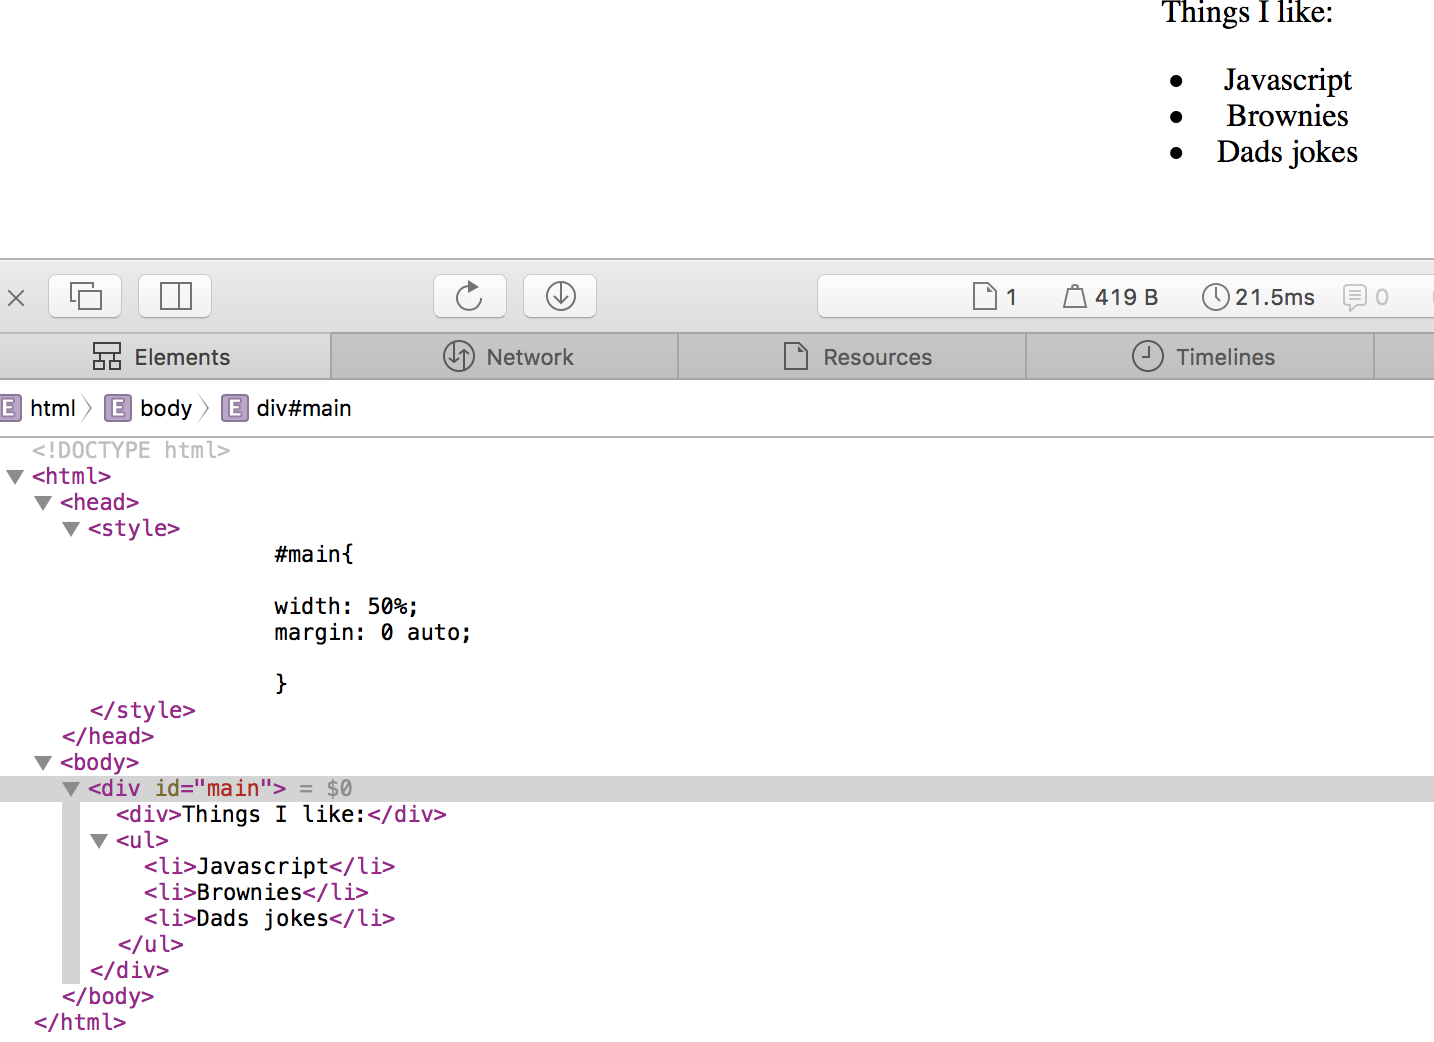 Things I like:
Javascript
Brownies
Dads jokes
1 419 B 21.5ms 0
Elements Network Resources Timelines
E html E body E div#main
<!DOCTYPE html>
<html>
<head>
<style>
#main{
width: 50%;
margin: 0 auto;
}
</style>
</head>
<body>
<div id="main"> = $0
<div>Things I like:</div>
<ul>
<li>Javascript</li>
<li>Brownies</li>
<li>Dads jokes</li>
</ul>
</div>
</body>
</html>